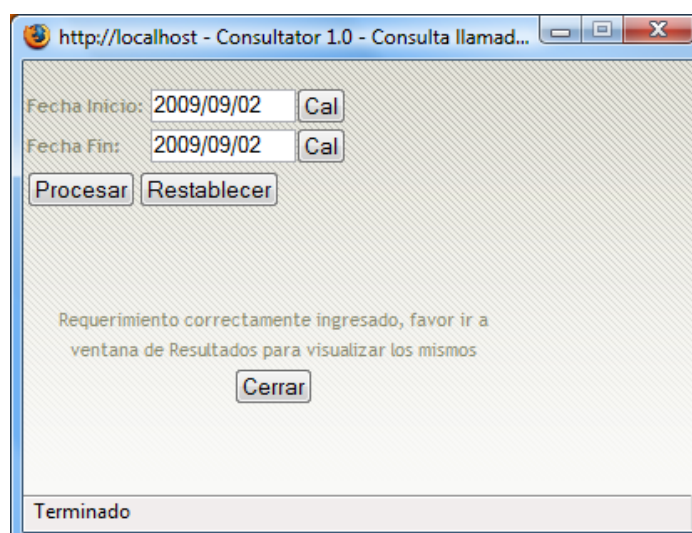 http://localhost - Consultator 1.0 - Consulta llamad...
Fecha Inicio: 2009/09/02 Cal
Fecha Fin: 2009/09/02 Cal
Procesar Restablecer
Requerimiento correctamente ingresado, favor ir a
ventana de Resultados para visualizar los mismos
Cerrar
Terminado